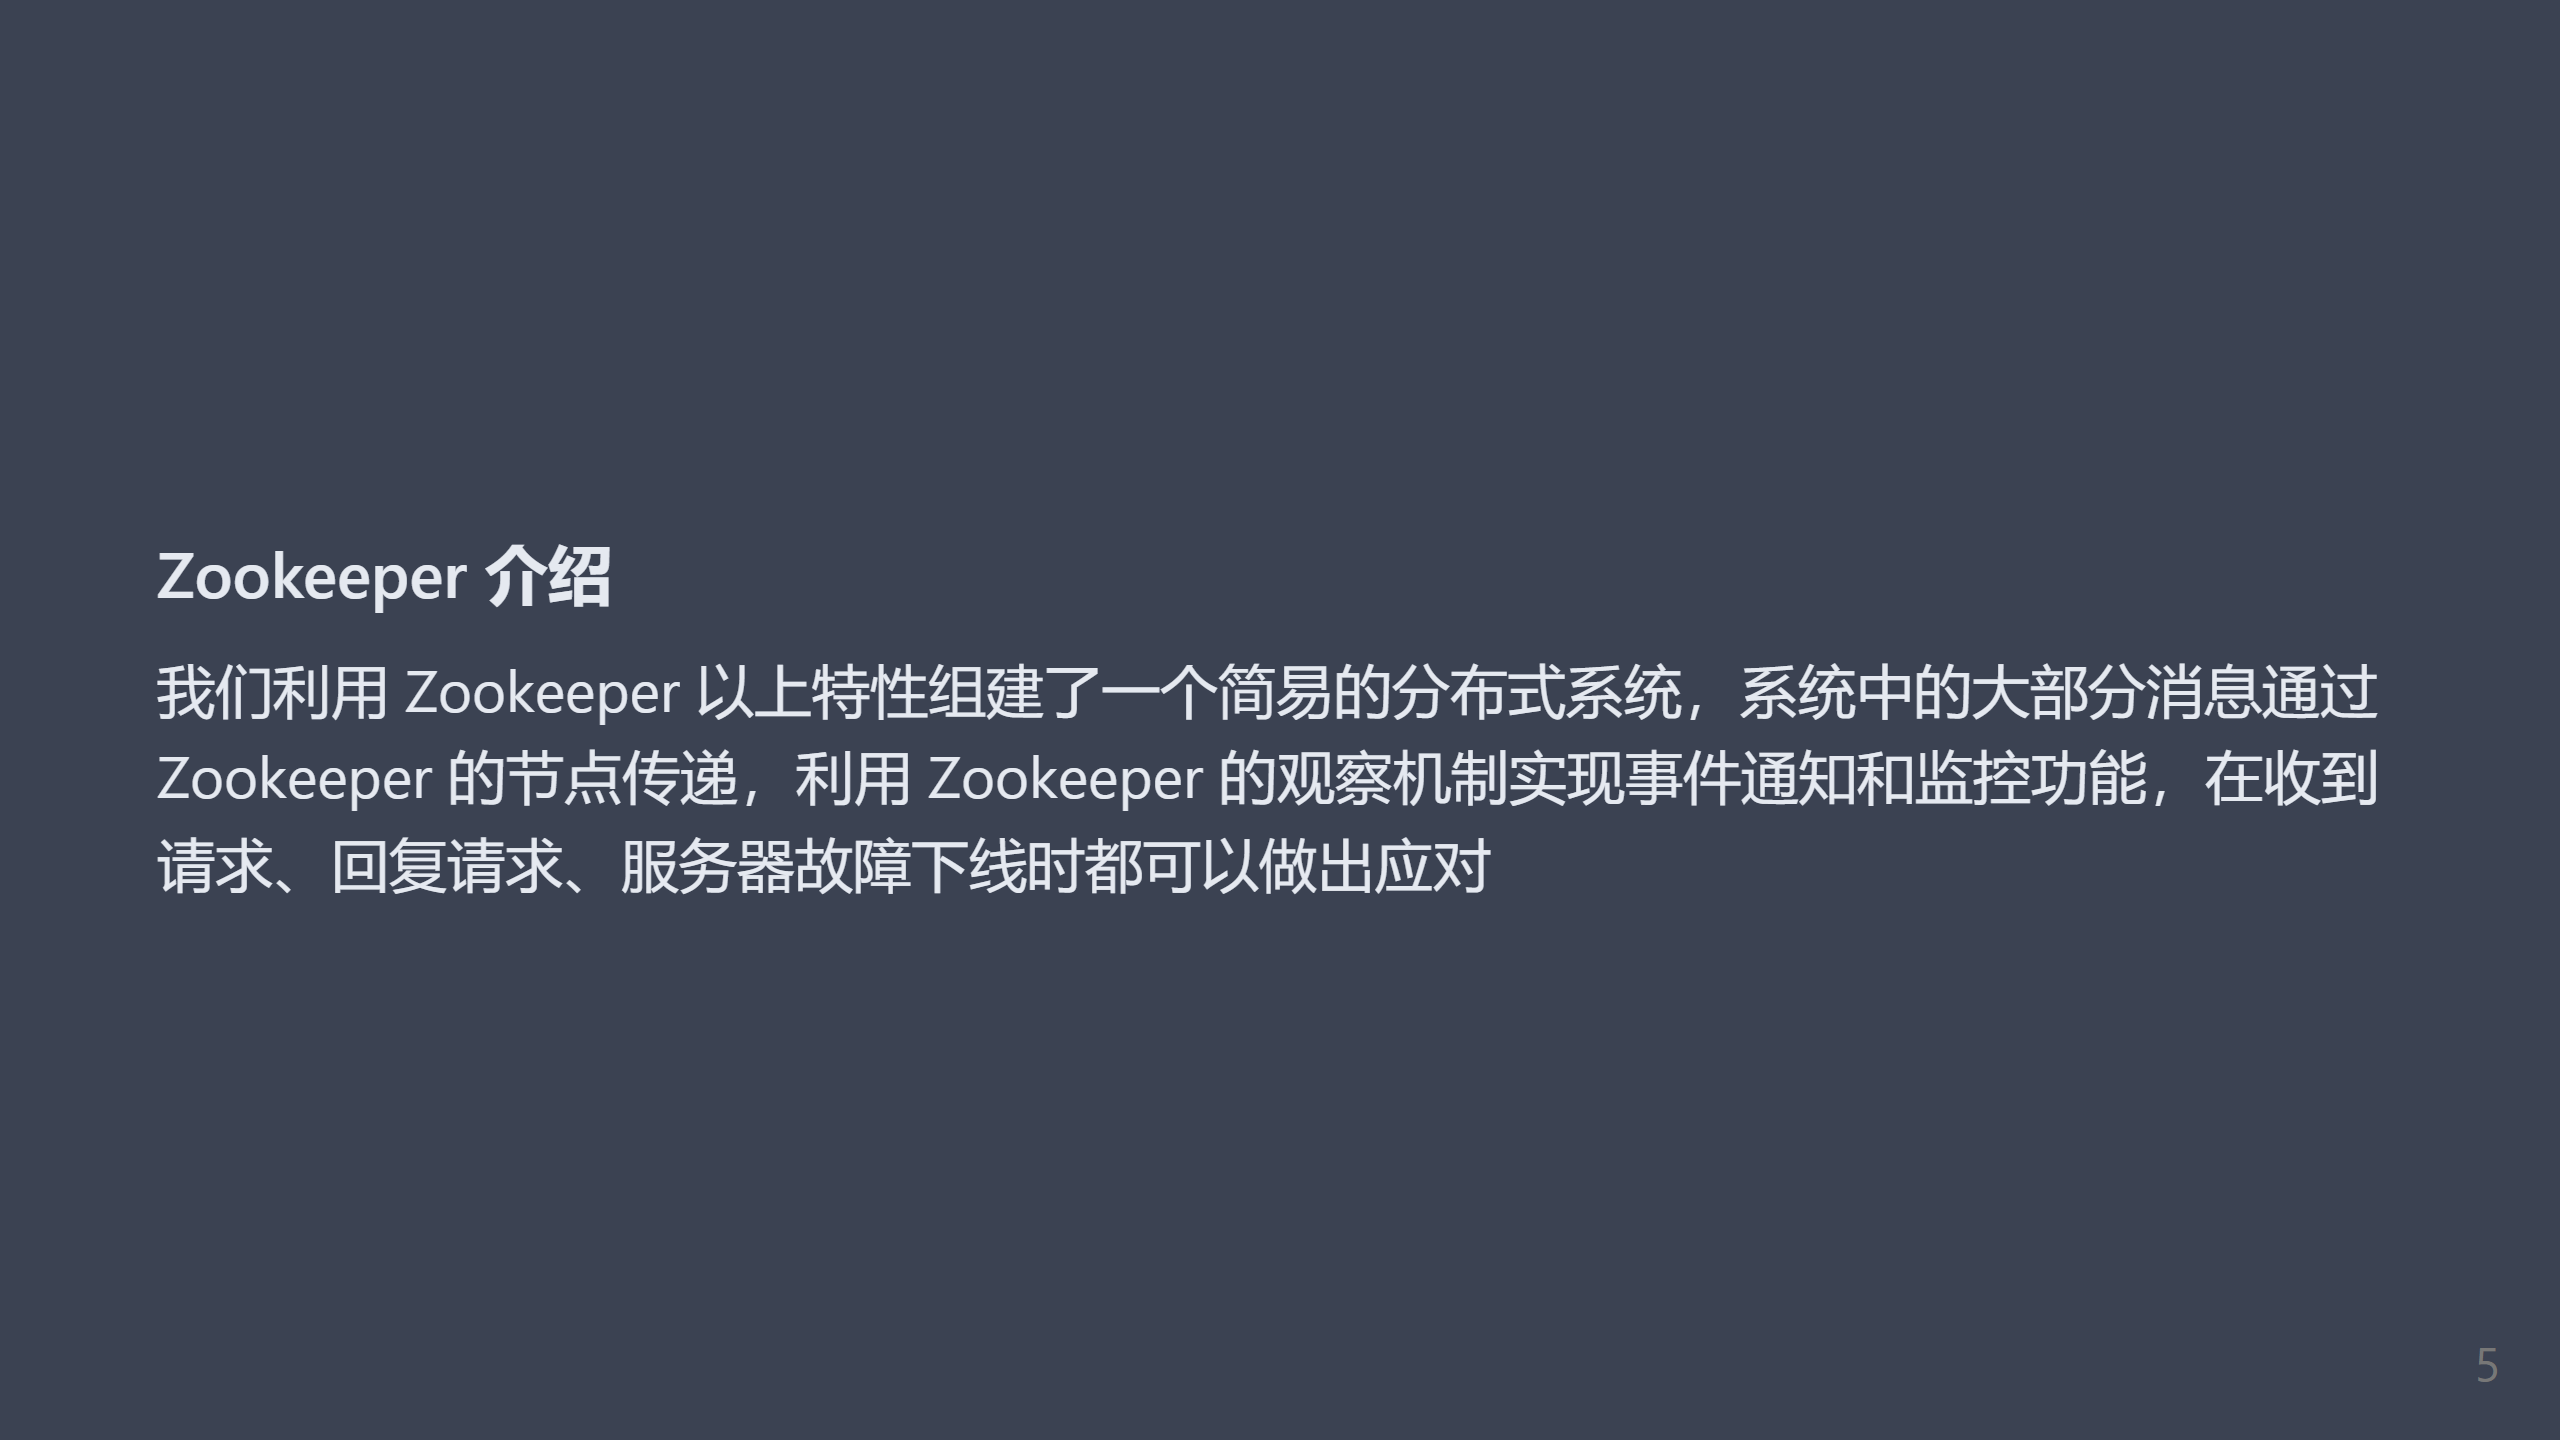 Zookeeper 介绍
我们利用 Zookeeper 以上特性组建了一个简易的分布式系统，系统中的大部分消息通过
Zookeeper 的节点传递，利用 Zookeeper 的观察机制实现事件通知和监控功能，在收到
请求、回复请求、服务器故障下线时都可以做出应对
5